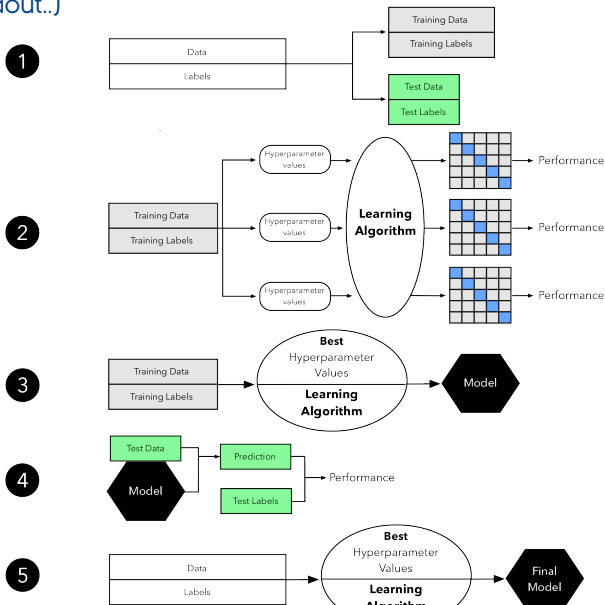 dout..)
1
Data
Labels
Training Data
Training Labels
Test Data
Test Labels
2
Training Data
Training Labels
Hyperparameter
values
Hyperparameter
values
Hyperparameter
values
Learning
Algorithm
Performance
Performance
Performance
3
Training Data
Training Labels
Best
Hyperparameter
Values
Learning
Algorithm
Model
4
Test Data
Model
Prediction
Test Labels
Performance
5
Data
Labels
Best
Hyperparameter
Values
Learning
Algorithm
Final
Model